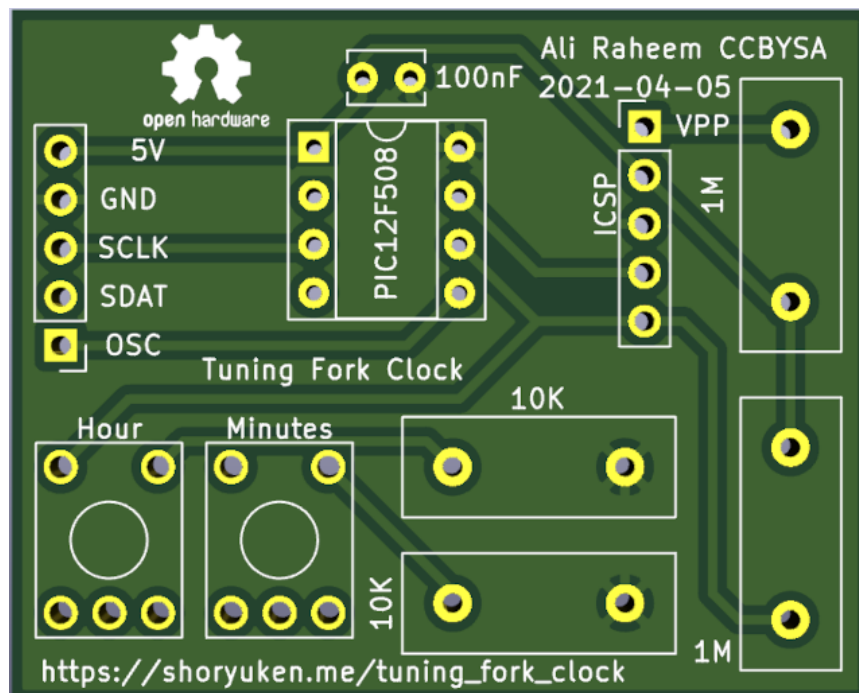 Ali Raheem CCBYSA
2021-04-05
100nF
open hardware
5V
GND
SCLK
SDAT
OSC
PIC12F508
VPP
ICSP
1M
Tuning Fork Clock
Hour
Minutes
10K
10K
1M
https://shoryuken.me/tuning_fork_clock